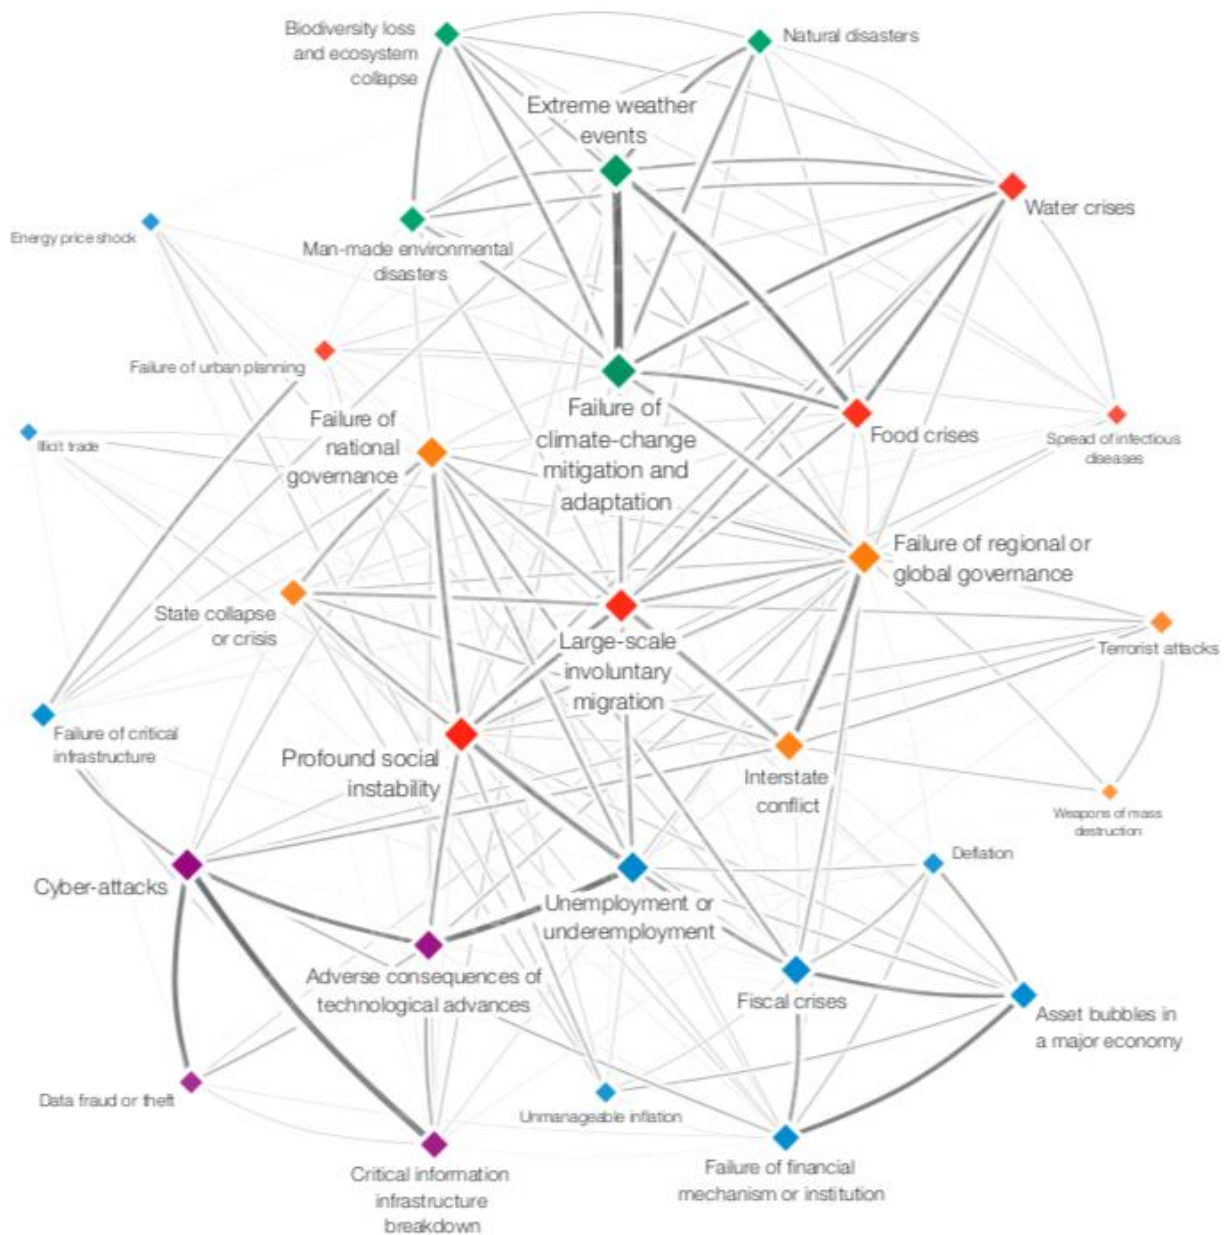 Biodiversity loss
and ecosystem
collapse
Natural disasters
Extreme weather
events
Water crises
Energy price shock
Man-made environmental
disasters
Failure of urban planning
Failure of
climate-change
mitigation and
adaptation
Failure of
national
governance
Food crises
Spread of infectious
diseases
Illicit trade
Failure of regional or
global governance
State collapse
or crisis
Large-scale
involuntary
migration
Terrorist attacks
Failure of critical
infrastructure
Profound social
instability
Interstate
conflict
Weapons of mass
destruction
Deflation
Cyber-attacks
Unemployment or
underemployment
Adverse consequences of
technological advances
Fiscal crises
Asset bubbles in
a major economy
Data fraud or theft
Unmanageable inflation
Critical information
infrastructure
breakdown
Failure of financial
mechanism or institution